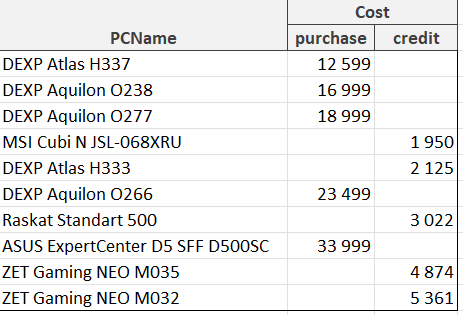 Cost
PCName purchase credit
DEXP Atlas H337 12 599
DEXP Aquilon O238 16 999
DEXP Aquilon O277 18 999
MSI Cubi N JSL-068XRU 1 950
DEXP Atlas H333 2 125
DEXP Aquilon O266 23 499
Raskat Standart 500 3 022
ASUS ExpertCenter D5 SFF D500SC 33 999
ZET Gaming NEO M035 4 874
ZET Gaming NEO M032 5 361